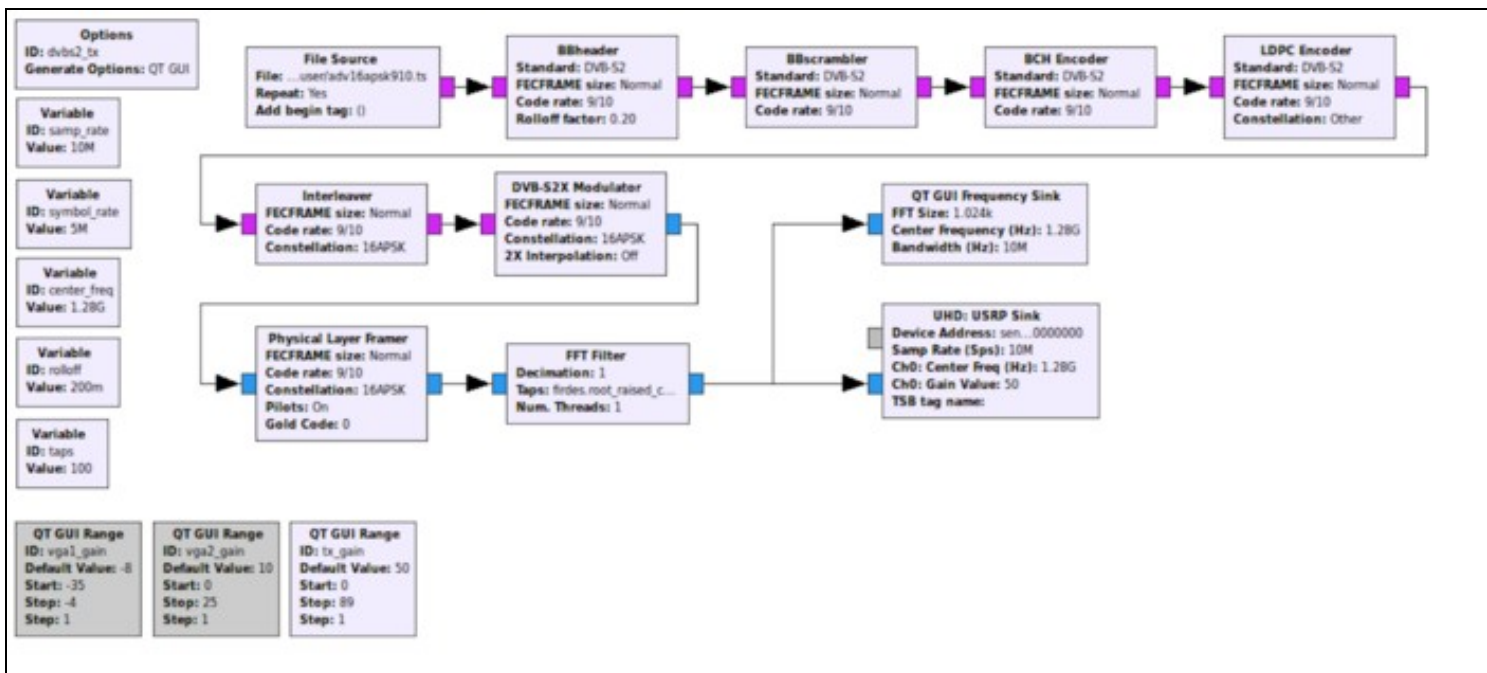 Options
ID: dvbs2_tx
Generate Options: QT GUI
Variable
ID: samp_rate
Value: 10M
Variable
ID: symbol_rate
Value: 5M
Variable
ID: center_freq
Value: 1.28G
Variable
ID: rolloff
Value: 200m
Variable
ID: taps
Value: 100
File Source
File: ...user/adv16apsk910.ts
Repeat: Yes
Add begin tag: ()
BBheader
Standard: DVB-S2
FECFRAME size: Normal
Code rate: 9/10
Rolloff factor: 0.20
BBscrambler
Standard: DVB-S2
FECFRAME size: Normal
Code rate: 9/10
BCH Encoder
Standard: DVB-S2
FECFRAME size: Normal
Code rate: 9/10
LDPC Encoder
Standard: DVB-S2
FECFRAME size: Normal
Code rate: 9/10
Constellation: Other
Interleaver
FECFRAME size: Normal
Code rate: 9/10
Constellation: 16APSK
DVB-S2X Modulator
FECFRAME size: Normal
Code rate: 9/10
Constellation: 16APSK
2X Interpolation: Off
QT GUI Frequency Sink
FFT Size: 1.024k
Center Frequency (Hz): 1.28G
Bandwidth (Hz): 10M
Physical Layer Framer
FECFRAME size: Normal
Code rate: 9/10
Constellation: 16APSK
Pilots: On
Gold Code: 0
FFT Filter
Decimation: 1
Taps: firdes.root_raised_c...
Num. Threads: 1
UHD: USRP Sink
Device Address: sen...0000000
Samp Rate (Sps): 10M
Ch0: Center Freq (Hz): 1.28G
Ch0: Gain Value: 50
TSB tag name:
QT GUI Range
ID: vga1_gain
Default Value: -8
Start: -35
Stop: -4
Step: 1
QT GUI Range
ID: vga2_gain
Default Value: 10
Start: 0
Stop: 25
Step: 1
QT GUI Range
ID: tx_gain
Default Value: 50
Start: 0
Stop: 89
Step: 1